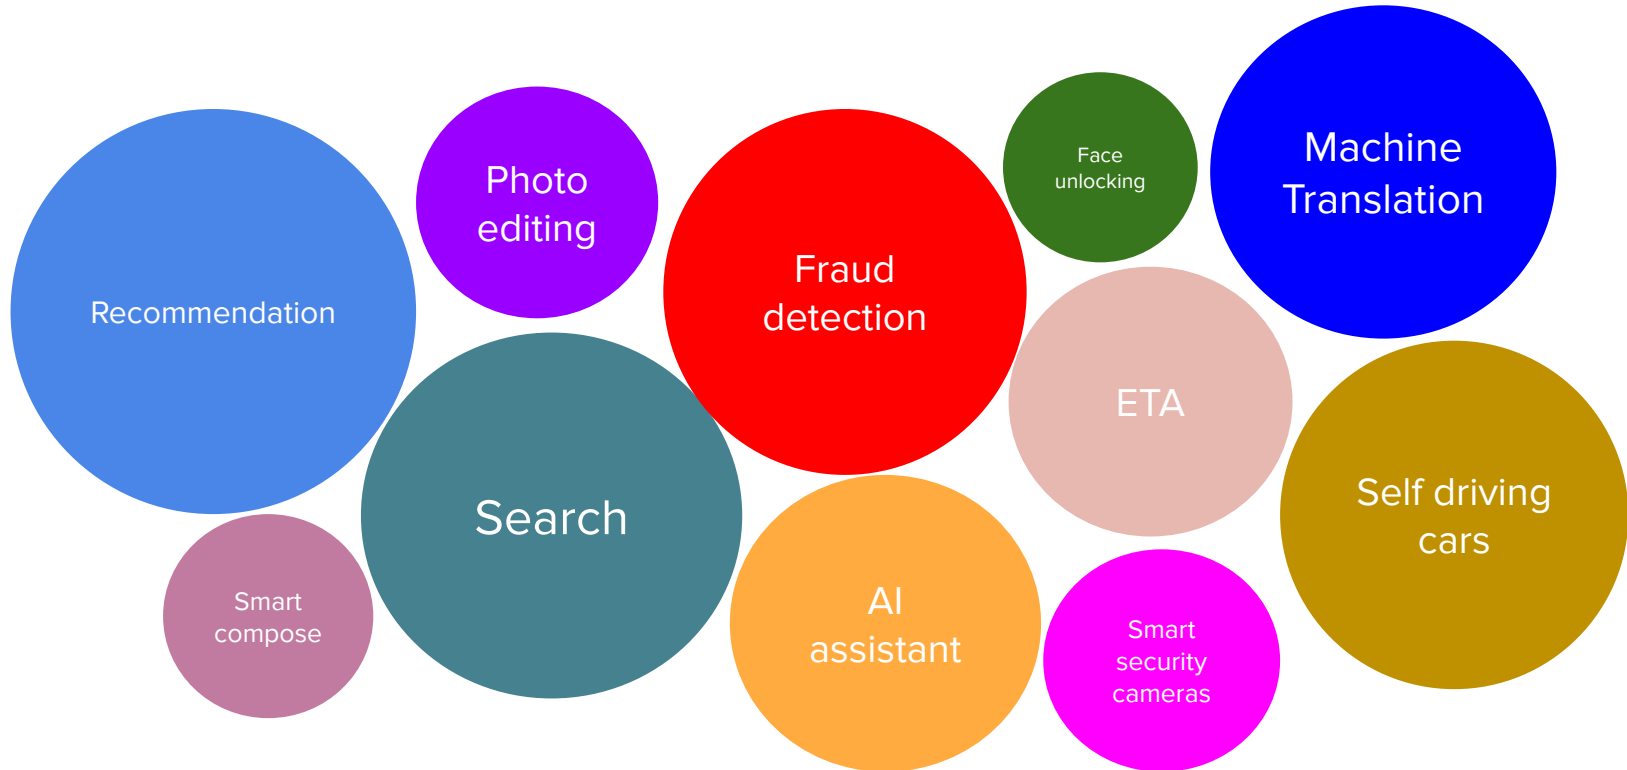 Recommendation
Photo
editing
Fraud
detection
Face
unlocking
Machine
Translation
Search
ETA
Self driving
cars
Smart
compose
AI
assistant
Smart
security
cameras